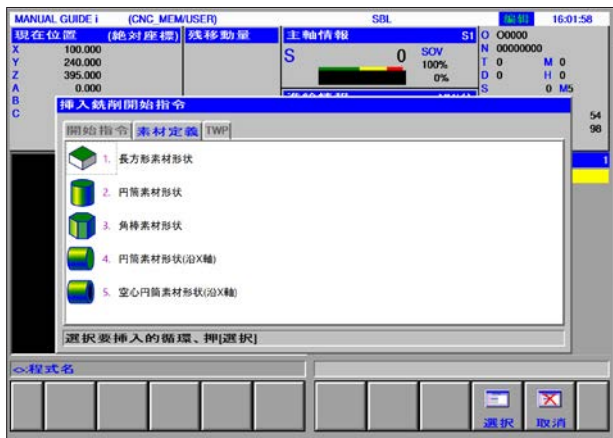 MANUAL GUIDE i (CNC_MEM/USER) SBL 編輯 16:01:58
現在位置 (絶対座標) 残移動量 主軸情報 S1 O O0000
X 100.000 S 0 SOV N 00000000
Y 240.000 100% T 0 M 0
Z 395.000 0% D 0 H 0
A 0.000 S 0 M5
B
C 54
98
挿入銑削開始指令
開始指令 素材定義 TWP
1. 長方形素材形状
1
2. 円筒素材形状
3. 角棒素材形状
4. 円筒素材形状(沿X軸)
5. 空心円筒素材形状(沿X軸)
選択要挿入的循環、押[選択]
<>:程式名
選択 取消